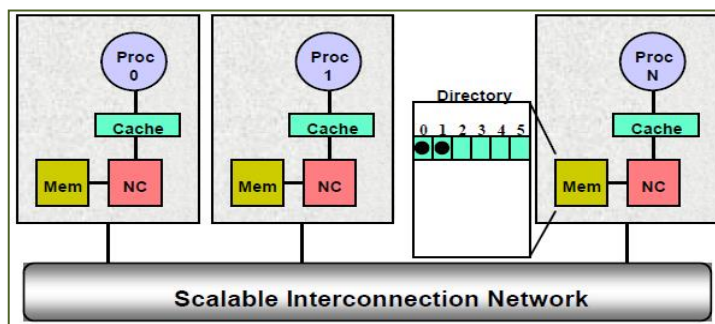 Proc
0
Cache
Mem
NC
Proc
1
Cache
Mem
NC
Directory
0 1 2 3 4 5
Proc
N
Cache
Mem
NC
Scalable Interconnection Network